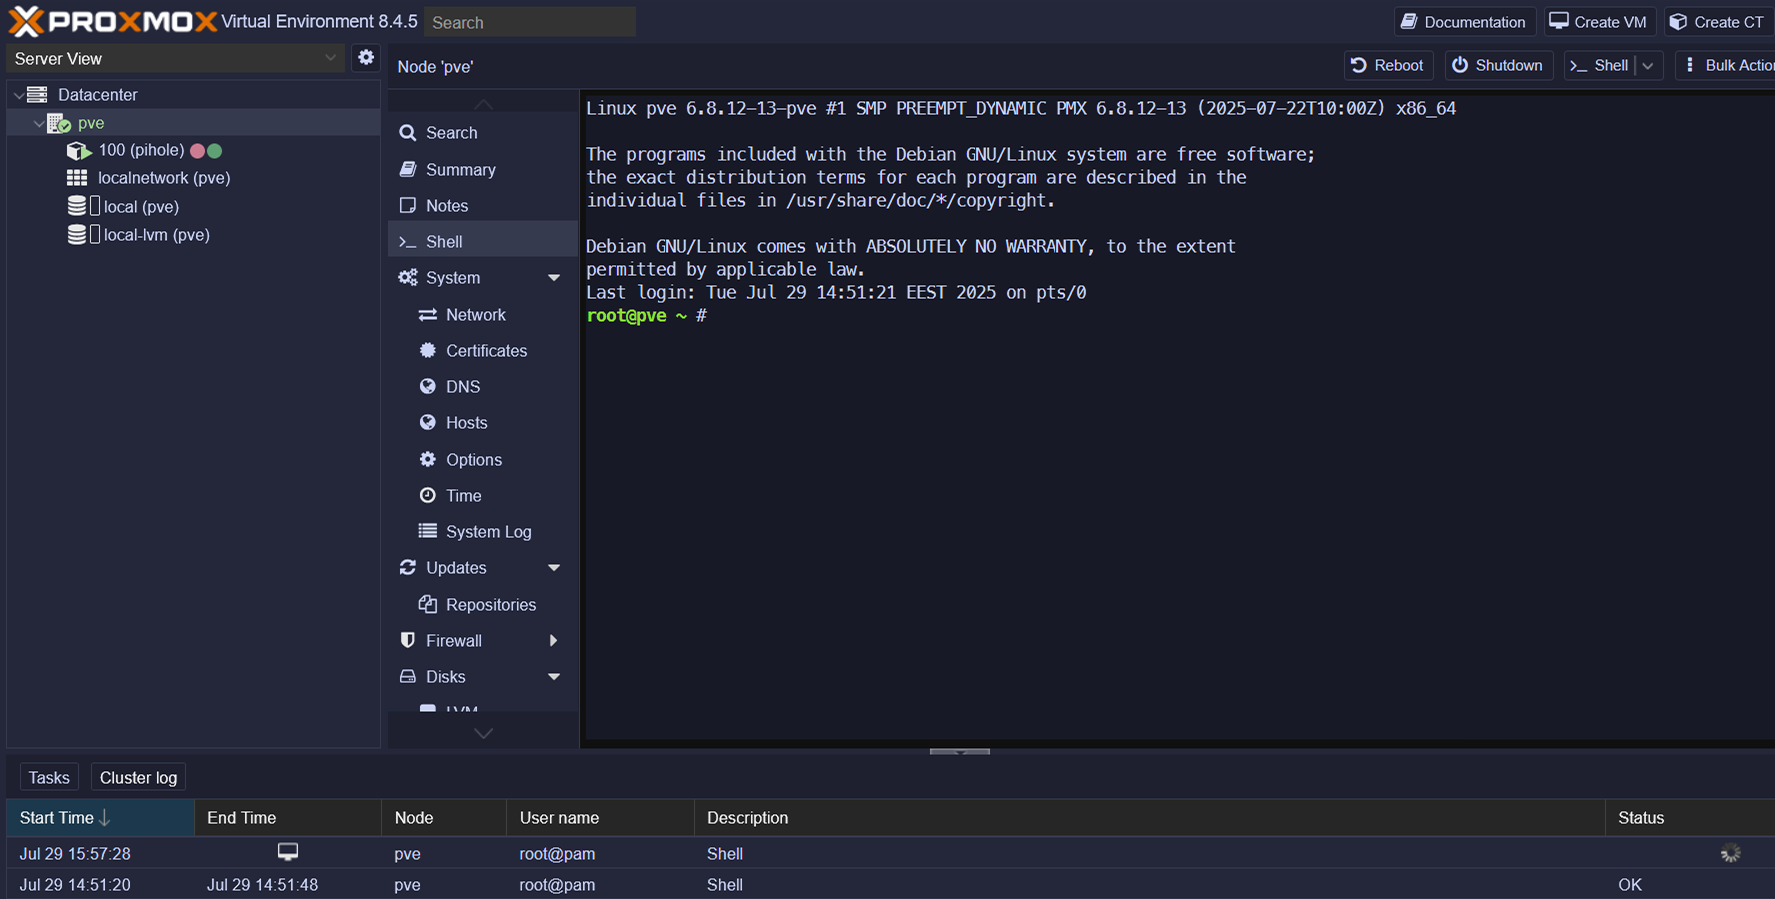 PROXMOX Virtual Environment 8.4.5 Search Documentation Create VM Create CT
Server View
Node 'pve' Reboot Shutdown >_ Shell Bulk Actio
Datacenter
pve
100 (pihole)
localnetwork (pve)
local (pve)
local-lvm (pve)
Search
Summary
Notes
>_ Shell
System
Network
Certificates
DNS
Hosts
Options
Time
System Log
Updates
Repositories
Firewall
Disks
LVM
Linux pve 6.8.12-13-pve #1 SMP PREEMPT_DYNAMIC PMX 6.8.12-13 (2025-07-22T10:00Z) x86_64
The programs included with the Debian GNU/Linux system are free software;
the exact distribution terms for each program are described in the
individual files in /usr/share/doc/*/copyright.
Debian GNU/Linux comes with ABSOLUTELY NO WARRANTY, to the extent
permitted by applicable law.
Last login: Tue Jul 29 14:51:21 EEST 2025 on pts/0
root@pve ~ #
Tasks Cluster log
Start Time End Time Node User name Description Status
Jul 29 15:57:28 pve root@pam Shell
Jul 29 14:51:20 Jul 29 14:51:48 pve root@pam Shell OK